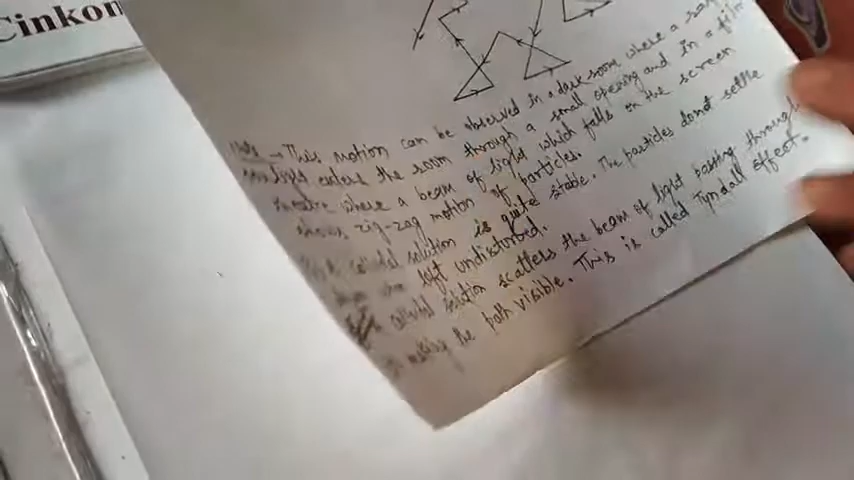 Cinkon
Note - This motion can be observed in a dark room where a ray
sunlight enters the room through a small opening and in a film
theatre where a beam of light which falls on the screen
shows zig-zag motion of particles.
colloidal solution is quite stable. The particles donot settle
when left undisturbed.
colloidal solution scatters the beam of light passing through
making the path visible. This is called Tyndall effect.